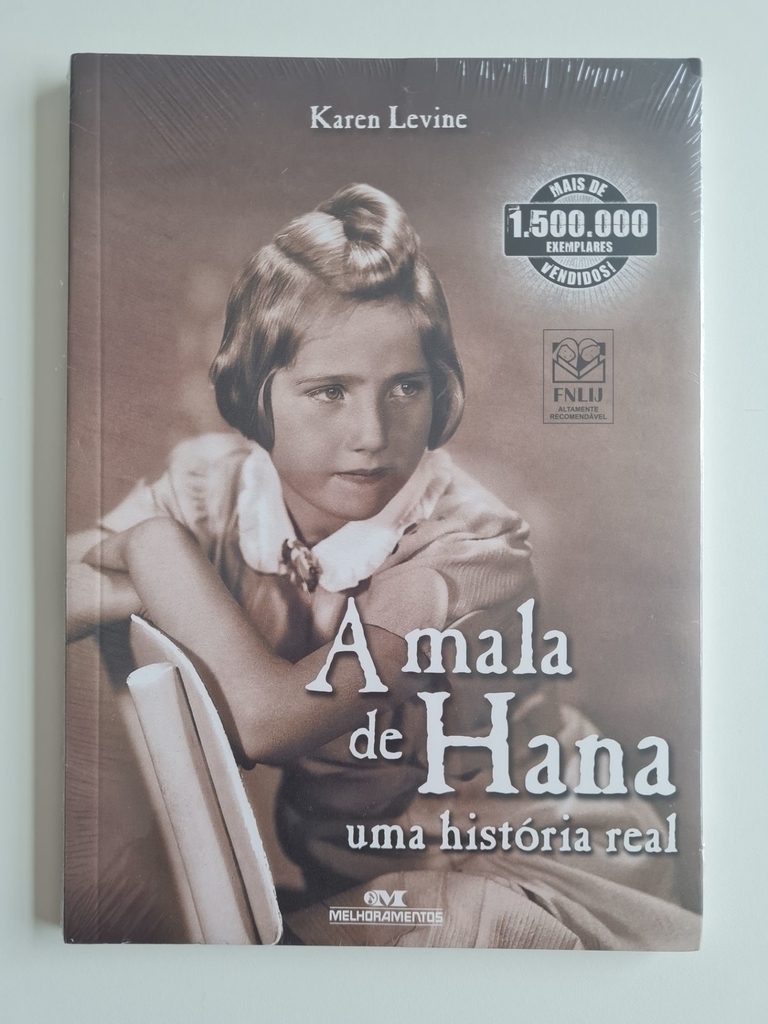 Karen Levine
MAIS DE
1.500.000
EXEMPLARES
VENDIDOS!
FNLIJ
ALTAMENTE
RECOMENDÁVEL
A mala
de Hana
uma história real
MELHORAMENTOS